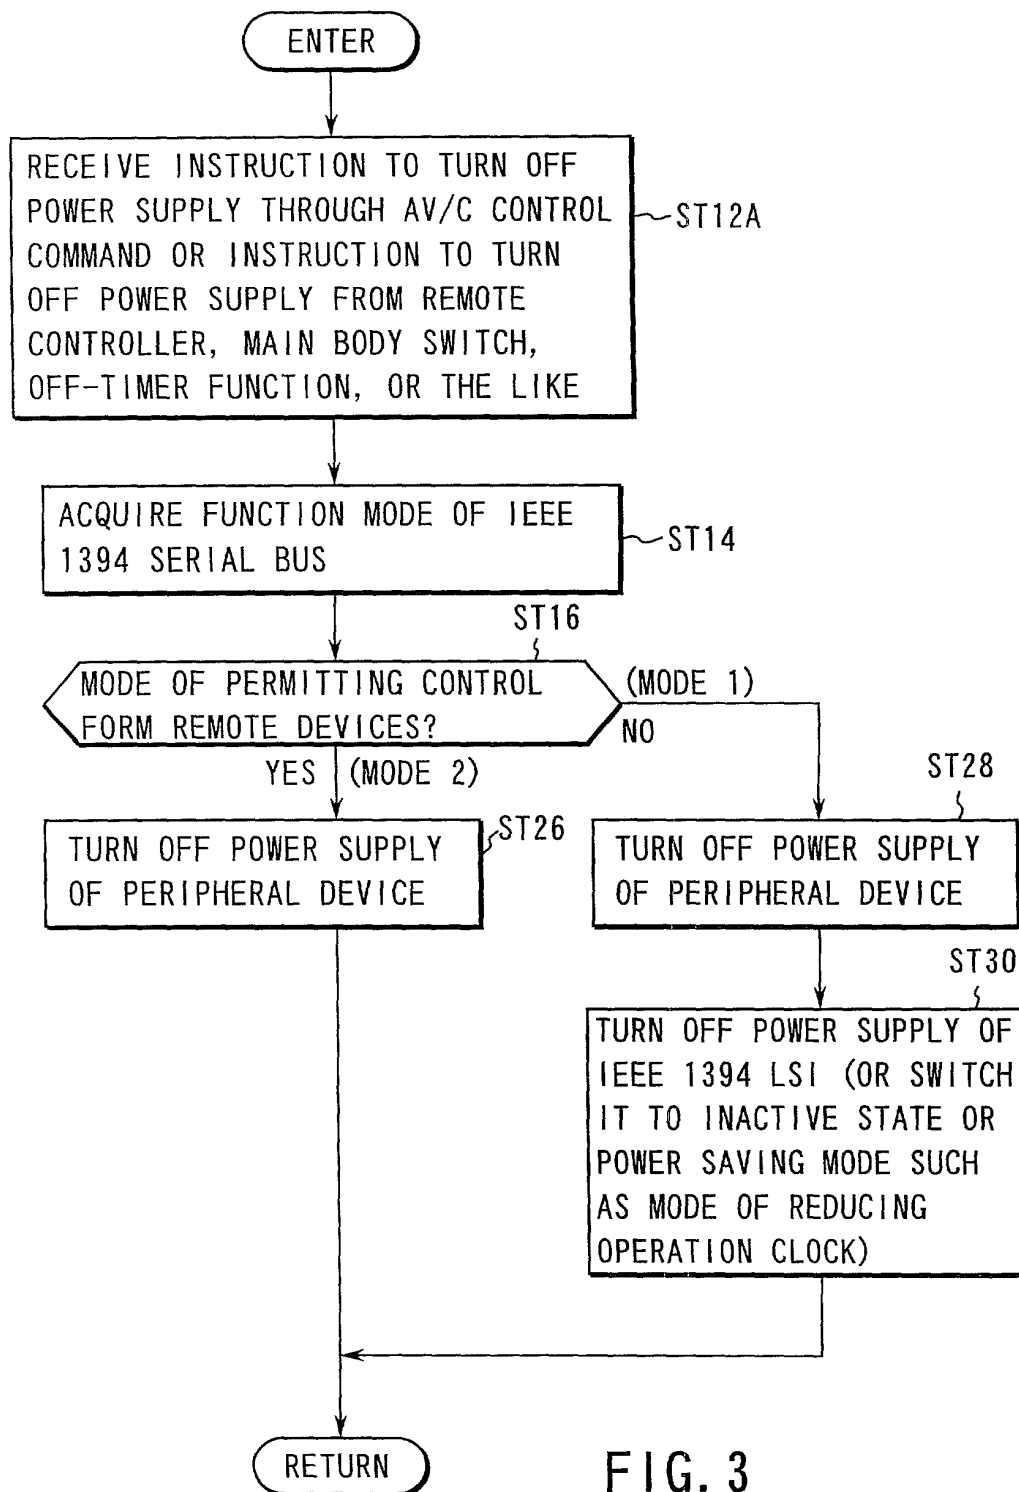 ENTER
RECEIVE INSTRUCTION TO TURN OFF
POWER SUPPLY THROUGH AV/C CONTROL
COMMAND OR INSTRUCTION TO TURN
OFF POWER SUPPLY FROM REMOTE
CONTROLLER, MAIN BODY SWITCH,
OFF-TIMER FUNCTION, OR THE LIKE
ST12A
ACQUIRE FUNCTION MODE OF IEEE
1394 SERIAL BUS
ST14
ST16
MODE OF PERMITTING CONTROL
FORM REMOTE DEVICES?
(MODE 1)
NO
YES (MODE 2)
ST26
TURN OFF POWER SUPPLY
OF PERIPHERAL DEVICE
ST28
TURN OFF POWER SUPPLY
OF PERIPHERAL DEVICE
ST30
TURN OFF POWER SUPPLY OF
IEEE 1394 LSI (OR SWITCH
IT TO INACTIVE STATE OR
POWER SAVING MODE SUCH
AS MODE OF REDUCING
OPERATION CLOCK)
RETURN
FIG. 3